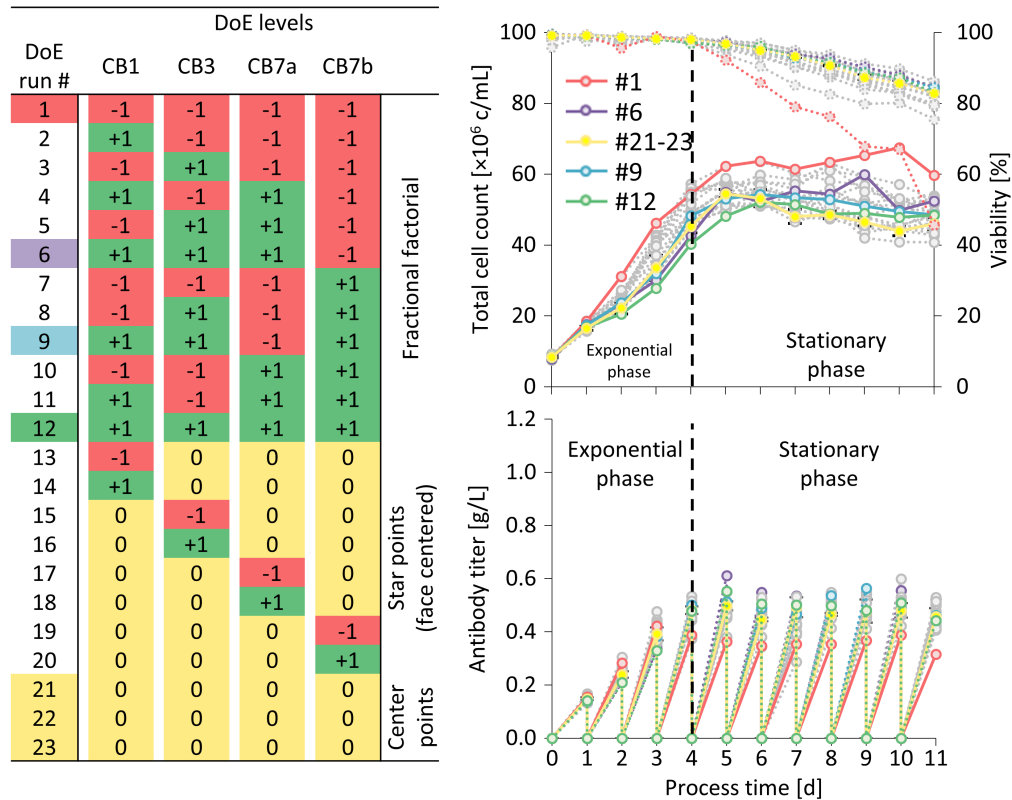 DoE levels
DoE run # CB1 CB3 CB7a CB7b
1 -1 -1 -1 -1
2 +1 -1 -1 -1
3 -1 +1 -1 -1
4 +1 -1 +1 -1
5 -1 +1 +1 -1
6 +1 +1 +1 -1
7 -1 -1 -1 +1
8 -1 +1 -1 +1
9 +1 +1 -1 +1
10 -1 -1 +1 +1
11 +1 -1 +1 +1
12 +1 +1 +1 +1
13 -1 0 0 0
14 +1 0 0 0
15 0 -1 0 0
16 0 +1 0 0
17 0 0 -1 0
18 0 0 +1 0
19 0 0 0 -1
20 0 0 0 +1
21 0 0 0 0
22 0 0 0 0
23 0 0 0 0
Fractional factorial
Star points
(face centered)
Center
points
Total cell count [×10⁶ c/mL]
100
80
60
40
20
0
#1
#6
#21-23
#9
#12
Exponential
phase
Stationary
phase
100
80
60
40
20
0
Viability [%]
Antibody titer [g/L]
1.2
1.0
0.8
0.6
0.4
0.2
0.0
Exponential
phase
Stationary
phase
0 1 2 3 4 5 6 7 8 9 10 11
Process time [d]